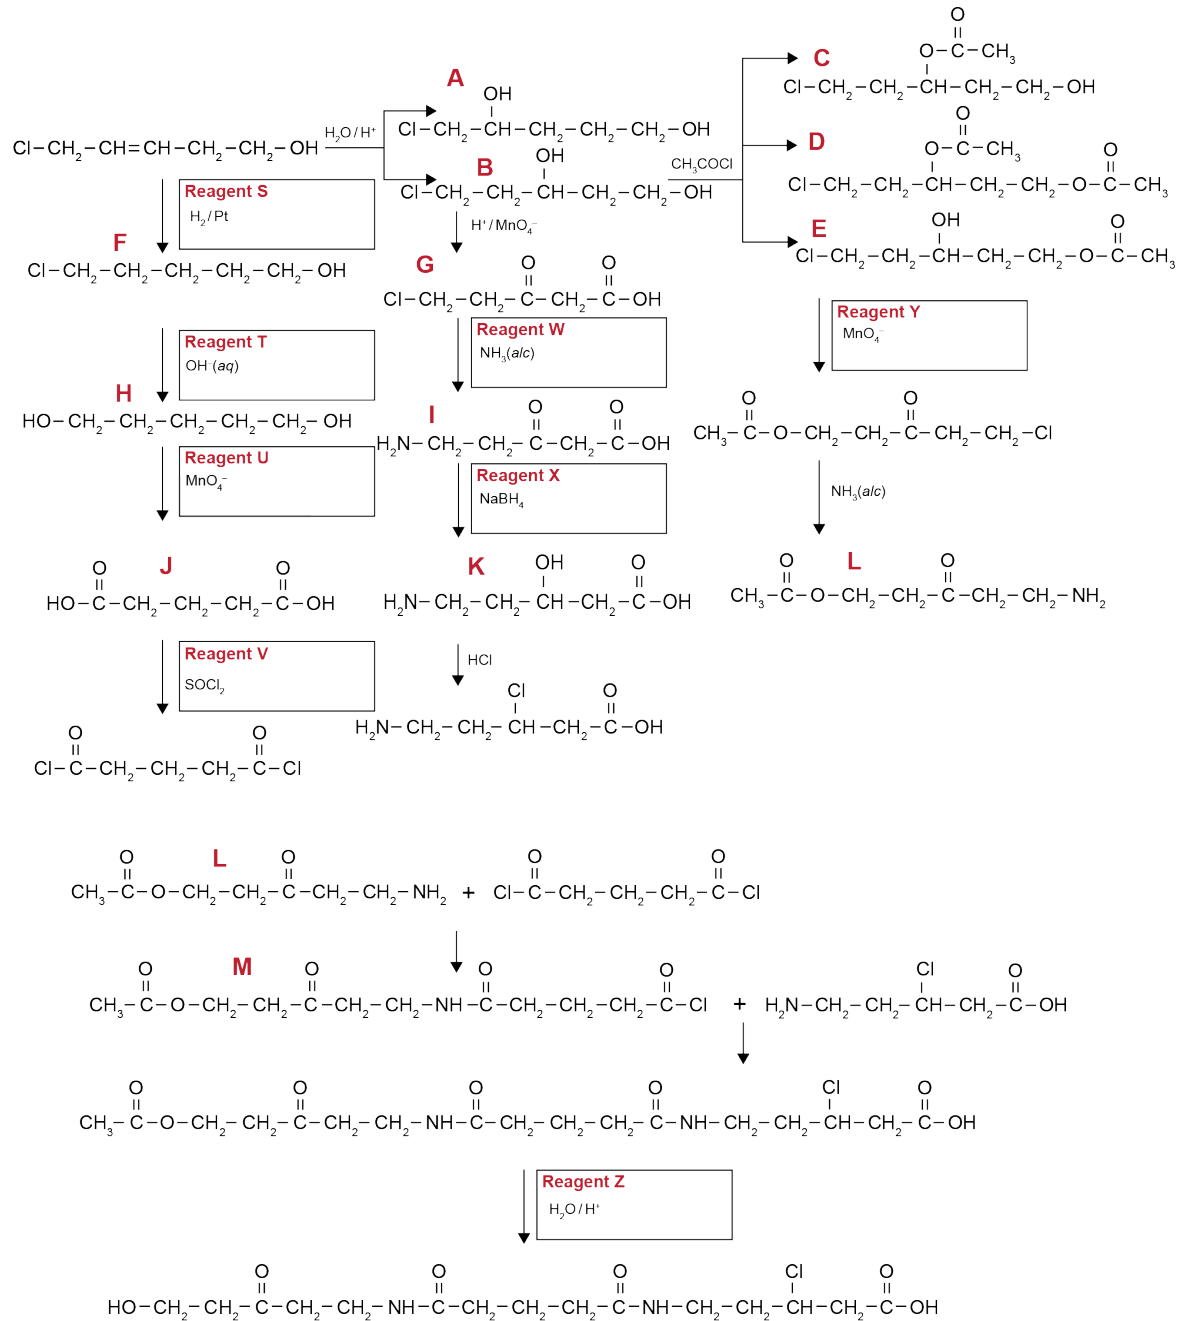 O
O–C–CH₃
C
Cl–CH₂–CH₂–CH–CH₂–CH₂–OH
A
OH
Cl–CH₂–CH–CH₂–CH₂–CH₂–OH
H₂O / H⁺
Cl–CH₂–CH=CH–CH₂–CH₂–OH
B
OH
Cl–CH₂–CH₂–CH–CH₂–CH₂–OH
CH₃COCl
D
O
O–C–CH₃
O
Cl–CH₂–CH₂–CH–CH₂–CH₂–O–C–CH₃
Reagent S
H₂ / Pt
H⁺ / MnO₄⁻
E
OH
O
Cl–CH₂–CH₂–CH–CH₂–CH₂–O–C–CH₃
F
Cl–CH₂–CH₂–CH₂–CH₂–CH₂–OH
G
O
O
Cl–CH₂–CH₂–C–CH₂–C–OH
Reagent Y
MnO₄⁻
Reagent T
OH⁻(aq)
Reagent W
NH₃(alc)
H
HO–CH₂–CH₂–CH₂–CH₂–CH₂–OH
I
O
O
H₂N–CH₂–CH₂–C–CH₂–C–OH
O
O
CH₃–C–O–CH₂–CH₂–C–CH₂–CH₂–Cl
Reagent U
MnO₄⁻
Reagent X
NaBH₄
NH₃(alc)
J
O
O
HO–C–CH₂–CH₂–CH₂–C–OH
K
OH
O
H₂N–CH₂–CH₂–CH–CH₂–C–OH
L
O
O
CH₃–C–O–CH₂–CH₂–C–CH₂–CH₂–NH₂
Reagent V
SOCl₂
HCl
Cl
O
H₂N–CH₂–CH₂–CH–CH₂–C–OH
O
O
Cl–C–CH₂–CH₂–CH₂–C–Cl
L
O
O
O
O
CH₃–C–O–CH₂–CH₂–C–CH₂–CH₂–NH₂ + Cl–C–CH₂–CH₂–CH₂–C–Cl
M
O
O
O
O
Cl
O
CH₃–C–O–CH₂–CH₂–C–CH₂–CH₂–NH–C–CH₂–CH₂–CH₂–C–Cl + H₂N–CH₂–CH₂–CH–CH₂–C–OH
O
O
O
O
Cl
O
CH₃–C–O–CH₂–CH₂–C–CH₂–CH₂–NH–C–CH₂–CH₂–CH₂–C–NH–CH₂–CH₂–CH–CH₂–C–OH
Reagent Z
H₂O / H⁺
O
O
O
Cl
O
HO–CH₂–CH₂–C–CH₂–CH₂–NH–C–CH₂–CH₂–CH₂–C–NH–CH₂–CH₂–CH–CH₂–C–OH